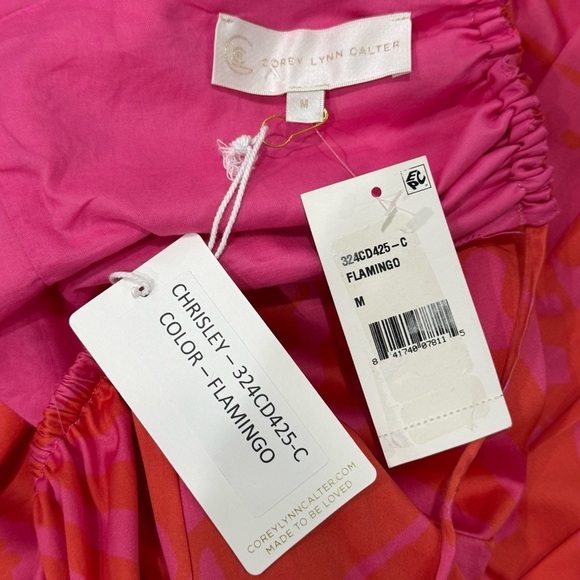 COREY LYNN CALTER
M
CHRISLEY – 324CD425-C
COLOR – FLAMINGO
COREYLYNNCALTER.COM
MADE TO BE LOVED
EPC
324CD425-C
FLAMINGO
M
8 41740 07011 5